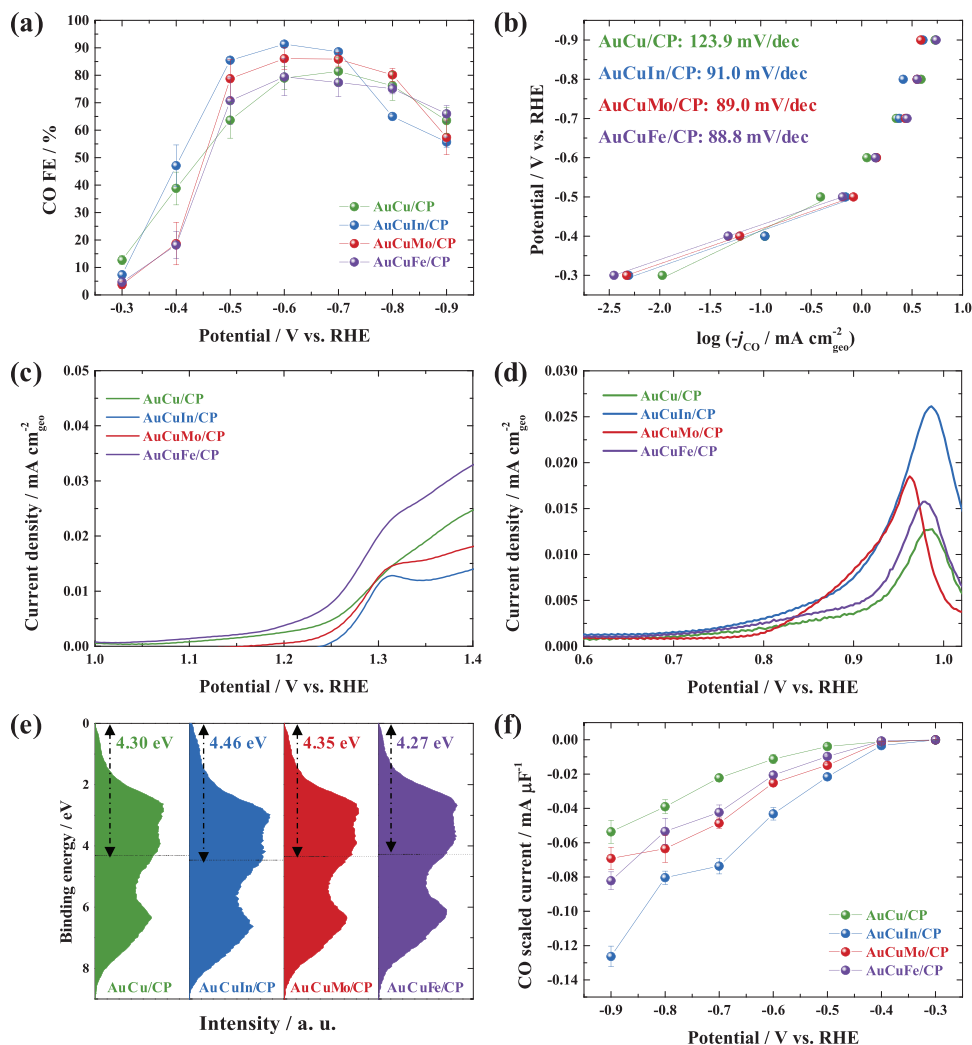 (a)
100
90
80
70
60
50
40
30
20
10
0
CO FE / %
-0.3 -0.4 -0.5 -0.6 -0.7 -0.8 -0.9
Potential / V vs. RHE
AuCu/CP
AuCuIn/CP
AuCuMo/CP
AuCuFe/CP
(b)
AuCu/CP: 123.9 mV/dec
AuCuIn/CP: 91.0 mV/dec
AuCuMo/CP: 89.0 mV/dec
AuCuFe/CP: 88.8 mV/dec
-0.9
-0.8
-0.7
-0.6
-0.5
-0.4
-0.3
Potential / V vs. RHE
-2.5 -2.0 -1.5 -1.0 -0.5 0.0 0.5 1.0
log (-j_CO / mA cm⁻²_geo)
(c)
0.05
0.04
0.03
0.02
0.01
0.00
Current density / mA cm⁻²_geo
1.0 1.1 1.2 1.3 1.4
Potential / V vs. RHE
AuCu/CP
AuCuIn/CP
AuCuMo/CP
AuCuFe/CP
(d)
0.030
0.025
0.020
0.015
0.010
0.005
0.000
Current density / mA cm⁻²_geo
0.6 0.7 0.8 0.9 1.0
Potential / V vs. RHE
AuCu/CP
AuCuIn/CP
AuCuMo/CP
AuCuFe/CP
(e)
0
2
4
6
8
Binding energy / eV
4.30 eV 4.46 eV 4.35 eV 4.27 eV
AuCu/CP AuCuIn/CP AuCuMo/CP AuCuFe/CP
Intensity / a. u.
(f)
0.00
-0.02
-0.04
-0.06
-0.08
-0.10
-0.12
-0.14
CO scaled current / mA μF⁻¹
-0.9 -0.8 -0.7 -0.6 -0.5 -0.4 -0.3
Potential / V vs. RHE
AuCu/CP
AuCuIn/CP
AuCuMo/CP
AuCuFe/CP